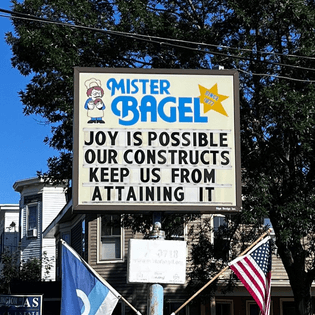 MISTER
BAGEL
JOY IS POSSIBLE
OUR CONSTRUCTS
KEEP US FROM
ATTAINING IT